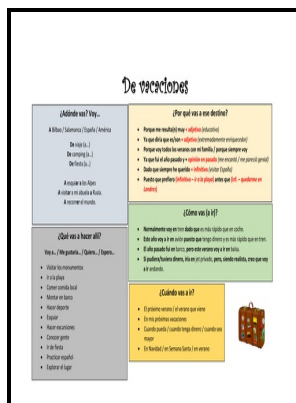 De vacaciones
¿Adónde vas? Voy...
A Bilbao / Salamanca / España / América
De viaje (a...)
De camping (a...)
De fiesta (a...)
A esquiar a los Alpes
A visitar a mi abuela a Rusia.
A recorrer el mundo.
¿Por qué vas a ese destino?
Porque me resulta(n) muy + adjetivo (educativo)
Ya que diría que es/son + adjetivo (extremadamente enriquecedor)
Porque voy todos los veranos con mi familia / porque siempre voy
Ya que fui el año pasado y + opinión en pasado (me encantó / me pareció genial)
Dado que siempre he querido + infinitivo (visitar España)
Puesto que prefiero (infinitivo – ir a la playa) antes que (inf. – quedarme en
Londres)
¿Cómo vas (a ir)?
Normalmente voy en tren dado que es más rápido que en coche.
Este año voy a ir en avión puesto que tengo dinero y es más rápido que en tren.
El año pasado fui en barco, pero este verano voy a ir en balsa.
Si pudiera/tuviera dinero, iría en jet privado, pero, siendo realista, creo que voy
a ir andando.
¿Qué vas a hacer allí?
Voy a... / Me gustaría... / Quiero... / Espero...
Visitar los monumentos
Ir a la playa
Comer comida local
Montar en barco
Hacer deporte
Esquiar
Hacer excursiones
Conocer gente
Ir de fiesta
Practicar español
Explorar el lugar
¿Cuándo vas a ir?
El próximo verano / el verano que viene
En mis próximas vacaciones
Cuando pueda / cuando tenga dinero / cuando sea
mayor
En Navidad / en Semana Santa / en verano